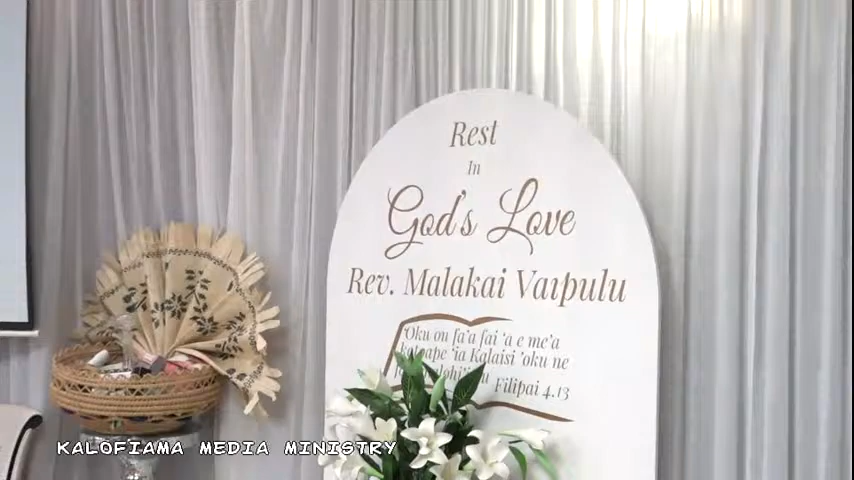 Rest
In
God's Love
Rev. Malakai Vaipulu
'Oku ou fa'a fai 'a e me'a
kotoape 'ia Kalaisi 'oku ne
Filipai 4.13
KALOFIAMA MEDIA MINISTRY